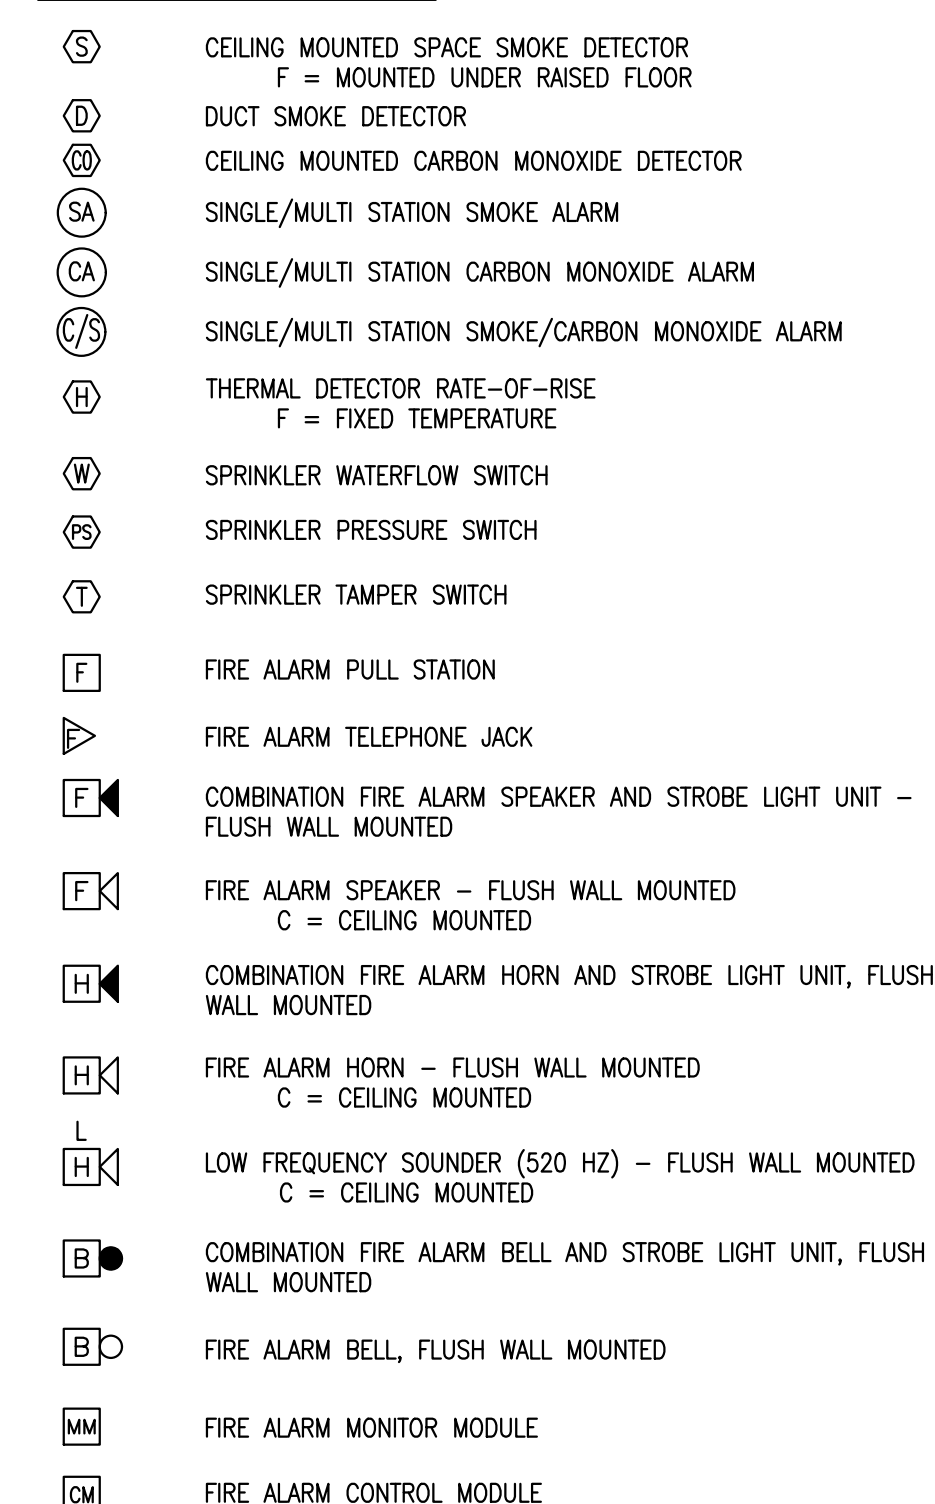 S CEILING MOUNTED SPACE SMOKE DETECTOR
F = MOUNTED UNDER RAISED FLOOR
D DUCT SMOKE DETECTOR
CO CEILING MOUNTED CARBON MONOXIDE DETECTOR
SA SINGLE/MULTI STATION SMOKE ALARM
CA SINGLE/MULTI STATION CARBON MONOXIDE ALARM
C/S SINGLE/MULTI STATION SMOKE/CARBON MONOXIDE ALARM
H THERMAL DETECTOR RATE-OF-RISE
F = FIXED TEMPERATURE
W SPRINKLER WATERFLOW SWITCH
PS SPRINKLER PRESSURE SWITCH
T SPRINKLER TAMPER SWITCH
F FIRE ALARM PULL STATION
F FIRE ALARM TELEPHONE JACK
F COMBINATION FIRE ALARM SPEAKER AND STROBE LIGHT UNIT –
FLUSH WALL MOUNTED
F FIRE ALARM SPEAKER – FLUSH WALL MOUNTED
C = CEILING MOUNTED
H COMBINATION FIRE ALARM HORN AND STROBE LIGHT UNIT, FLUSH
WALL MOUNTED
H FIRE ALARM HORN – FLUSH WALL MOUNTED
C = CEILING MOUNTED
L
H LOW FREQUENCY SOUNDER (520 HZ) – FLUSH WALL MOUNTED
C = CEILING MOUNTED
B COMBINATION FIRE ALARM BELL AND STROBE LIGHT UNIT, FLUSH
WALL MOUNTED
B FIRE ALARM BELL, FLUSH WALL MOUNTED
MM FIRE ALARM MONITOR MODULE
CM FIRE ALARM CONTROL MODULE